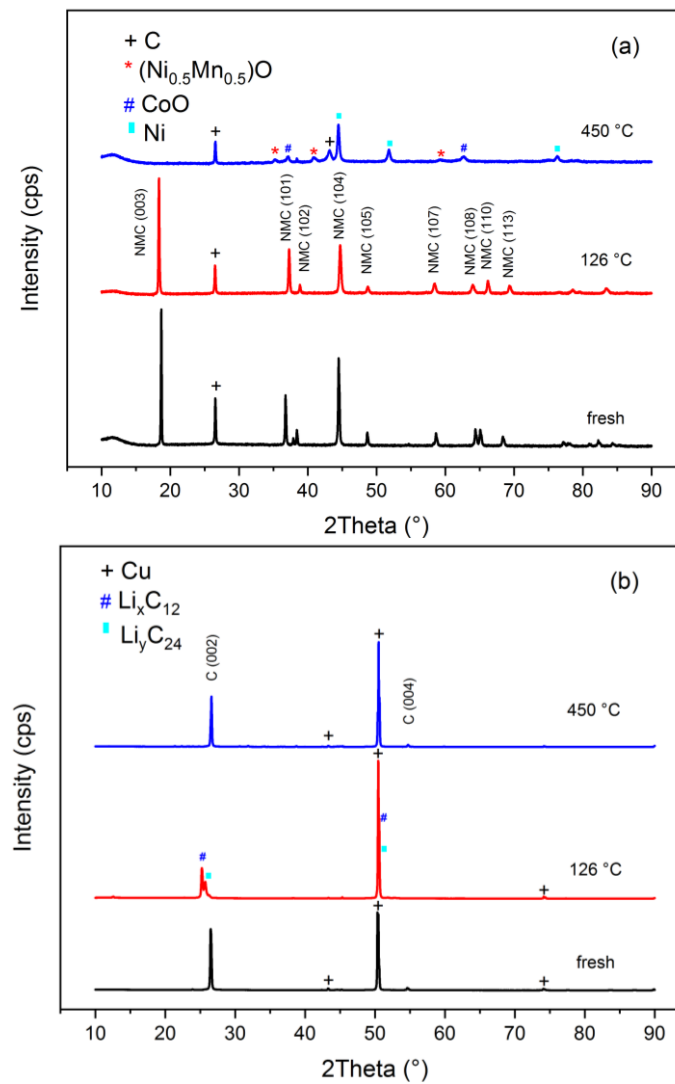 (a)
+ C
* (Ni0.5Mn0.5)O
# CoO
Ni
450 °C
NMC (003)
NMC (101)
NMC (102)
NMC (104)
NMC (105)
NMC (107)
NMC (108)
NMC (110)
NMC (113)
126 °C
fresh
Intensity (cps)
10 20 30 40 50 60 70 80 90
2Theta (°)
(b)
+ Cu
# LixC12
LiyC24
C (002)
C (004)
450 °C
126 °C
fresh
Intensity (cps)
10 20 30 40 50 60 70 80 90
2Theta (°)